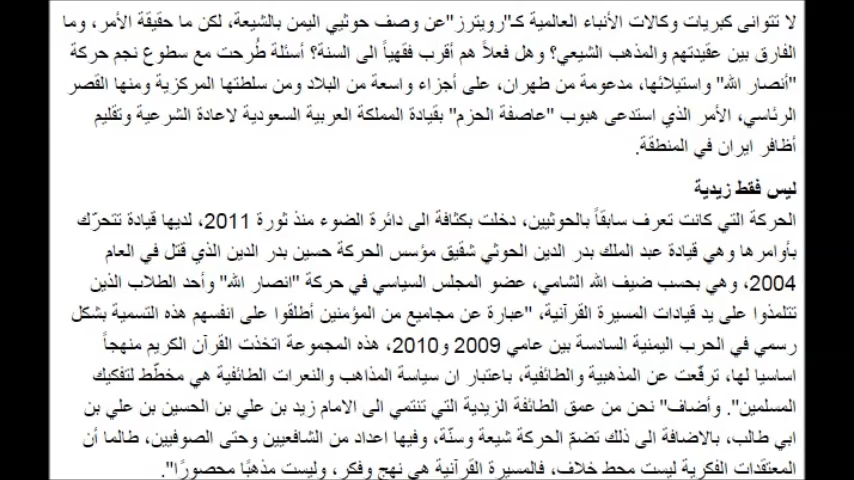 لا تتوانى كبريات وكالات الأنباء العالمية كـ"رويترز"عن وصف حوثيي اليمن بالشيعة، لكن ما حقيقة الأمر، وما
الفارق بين عقيدتهم والمذهب الشيعي؟ وهل فعلاً هم أقرب فقهياً الى السنة؟ أسئلة طُرحت مع سطوع نجم حركة
"أنصار الله" واستيلائها، مدعومة من طهران، على أجزاء واسعة من البلاد ومن سلطتها المركزية ومنها القصر
الرئاسي، الأمر الذي استدعى هبوب "عاصفة الحزم" بقيادة المملكة العربية السعودية لاعادة الشرعية وتقليم
أظافر ايران في المنطقة.
ليس فقط زيدية
الحركة التي كانت تعرف سابقاً بالحوثيين، دخلت بكثافة الى دائرة الضوء منذ ثورة 2011، لديها قيادة تتحرّك
بأوامرها وهي قيادة عبد الملك بدر الدين الحوثي شقيق مؤسس الحركة حسين بدر الدين الذي قتل في العام
2004، وهي بحسب ضيف الله الشامي، عضو المجلس السياسي في حركة "انصار الله" وأحد الطلاب الذين
تتلمذوا على يد قيادات المسيرة القرآنية، "عبارة عن مجاميع من المؤمنين أطلقوا على انفسهم هذه التسمية بشكل
رسمي في الحرب اليمنية السادسة بين عامي 2009 و2010، هذه المجموعة اتخذت القرآن الكريم منهجاً
اساسيا لها، ترفّعت عن المذهبية والطائفية، باعتبار ان سياسة المذاهب والنعرات الطائفية هي مخطّط لتفكيك
المسلمين". وأضاف" نحن من عمق الطائفة الزيدية التي تنتمي الى الامام زيد بن علي بن الحسين بن علي بن
ابي طالب، بالاضافة الى ذلك تضمّ الحركة شيعة وسنّة، وفيها اعداد من الشافعيين وحتى الصوفيين، طالما أن
المعتقدات الفكرية ليست محط خلاف، فالمسيرة القرآنية هي نهج وفكر، وليست مذهبًا محصورًا".